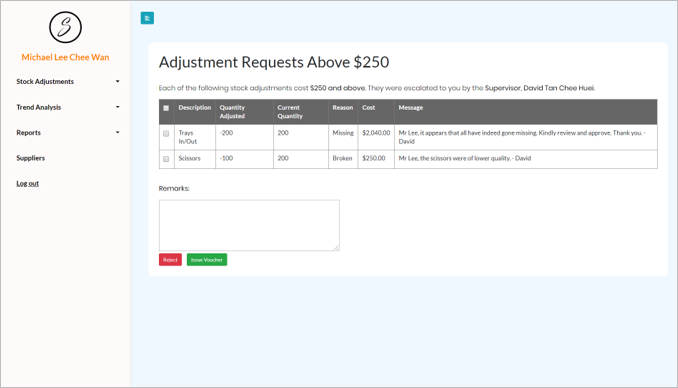 S
Michael Lee Chee Wan
Stock Adjustments
Trend Analysis
Reports
Suppliers
Log out
Adjustment Requests Above $250
Each of the following stock adjustments cost $250 and above. They were escalated to you by the Supervisor, David Tan Chee Huei.
Description Quantity Adjusted Current Quantity Reason Cost Message
Trays In/Out -200 200 Missing $2,040.00 Mr Lee, it appears that all have indeed gone missing. Kindly review and approve. Thank you. - David
Scissors -100 200 Broken $250.00 Mr Lee, the scissors were of lower quality. - David
Remarks:
Reject Issue Voucher